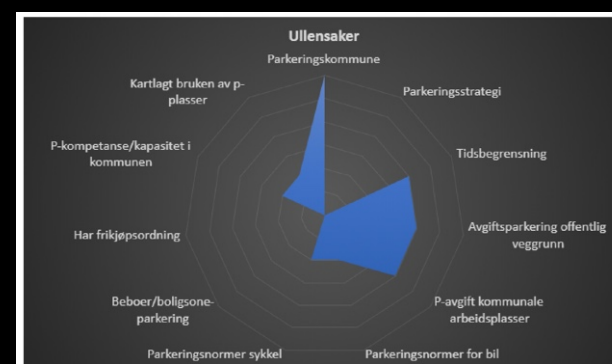 Ullensaker
Parkeringskommune
Kartlagt bruken av p-
plasser
Parkeringsstrategi
P-kompetanse/kapasitet i
kommunen
Tidsbegrensning
Har frikjøpsordning
Avgiftsparkering offentlig
veggrunn
Beboer/boligsone-
parkering
P-avgift kommunale
arbeidsplasser
Parkeringsnormer sykkel
Parkeringsnormer for bil